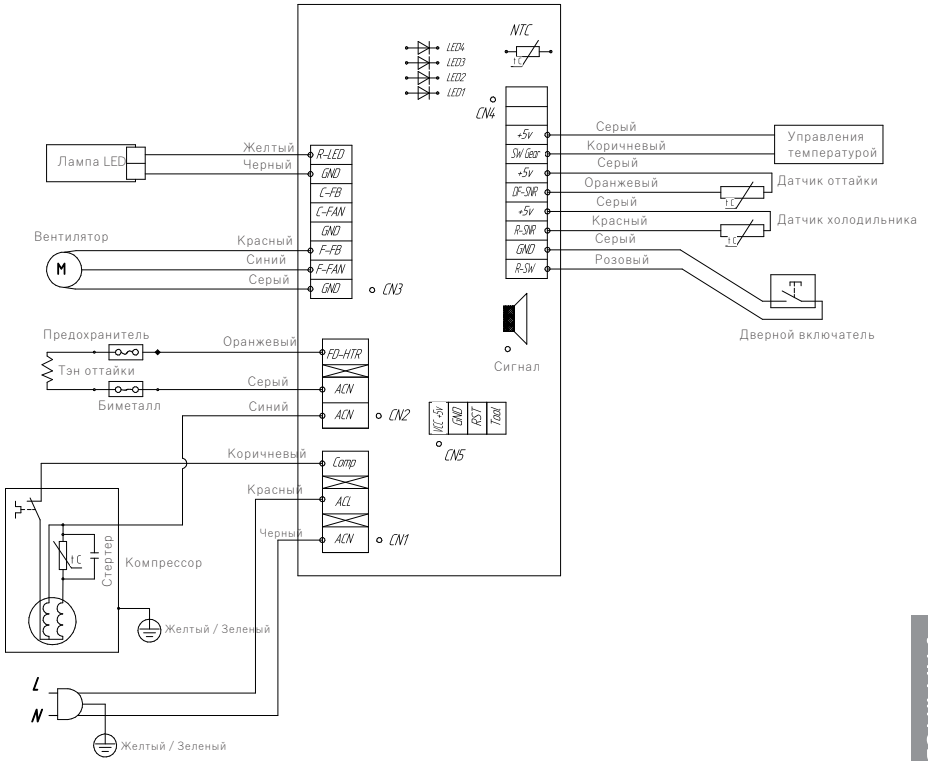 NTC
t C
LED4
LED3
LED2
LED1
CN4
+5v
SW Gear
+5v
DF-SNR
+5v
R-SNR
GND
R-SW
Серый
Коричневый
Серый
Оранжевый
Серый
Красный
Серый
Розовый
Управления
температурой
Датчик оттайки
t C
Датчик холодильника
t C
Дверной включатель
Сигнал
Лампа LED
Желтый
Черный
R-LED
GND
C-FB
C-FAN
GND
F-FB
F-FAN
GND
CN3
Вентилятор
M
Красный
Синий
Серый
Предохранитель
Тэн оттайки
Биметалл
Оранжевый
Серый
Синий
FD-HTR
ACN
ACN
CN2
VCC +5v
GND
RST
Tool
CN5
Коричневый
Красный
Черный
Comp
ACL
ACN
CN1
t C
Стертер
Компрессор
Желтый / Зеленый
L
N
Желтый / Зеленый